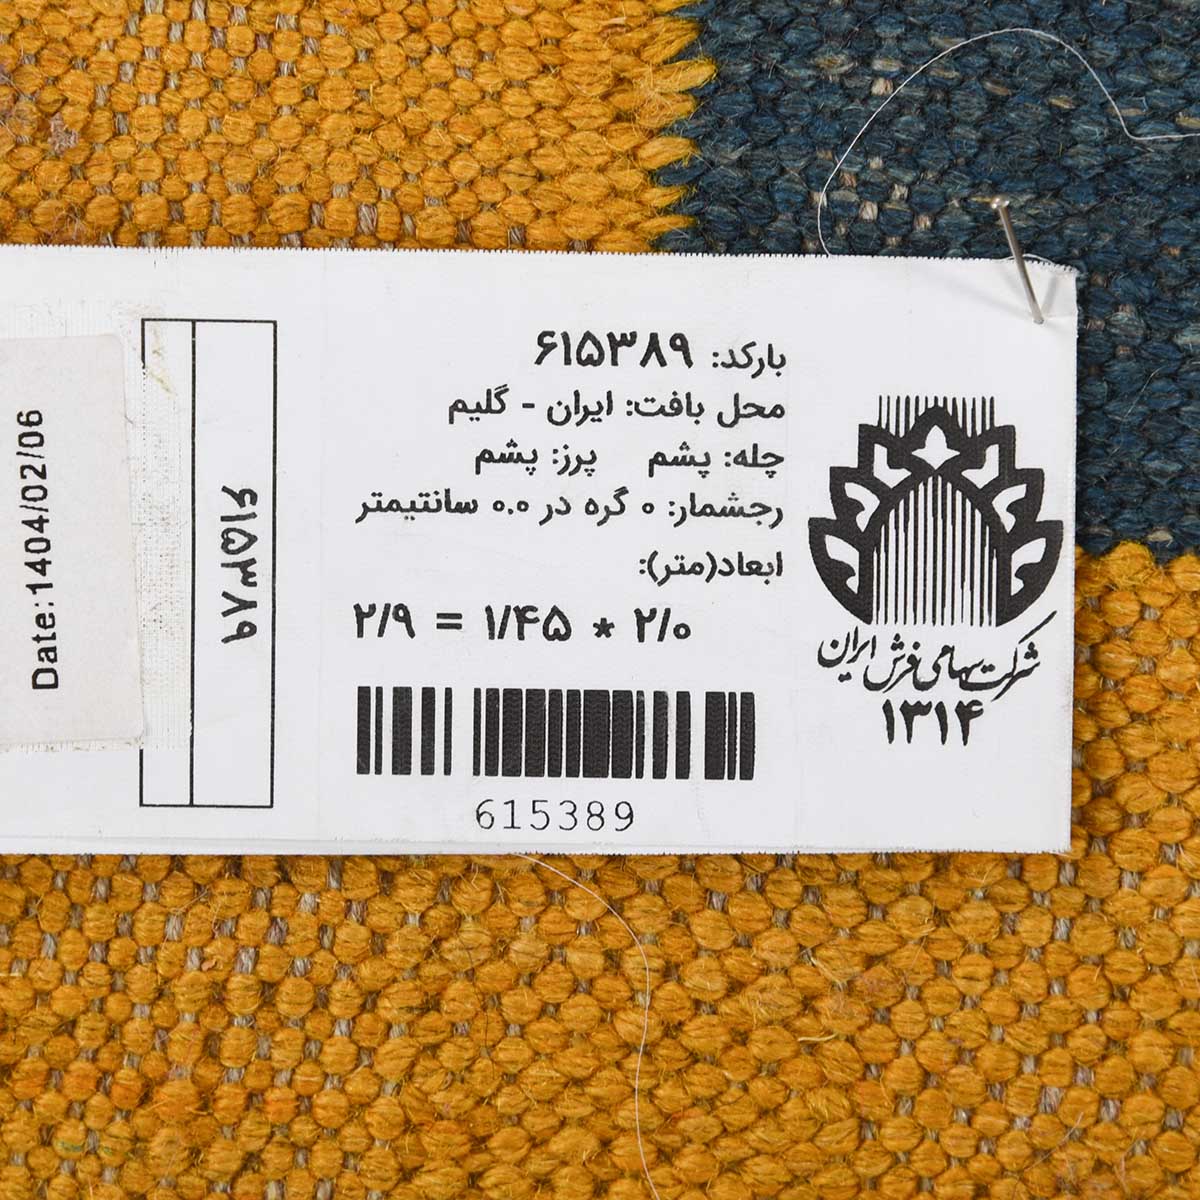 بارکد: ۶۱۵۳۸۹
محل بافت: ایران - گلیم
چله: پشم پرز: پشم
رجشمار: ۰ گره در ۰.۰ سانتیمتر
ابعاد(متر):
۲/۰ * ۱/۴۵ = ۲/۹
615389
شرکت سهامی فرش ایران
۱۳۱۴
۶۱۵۳۸۹
Date:1404/02/06